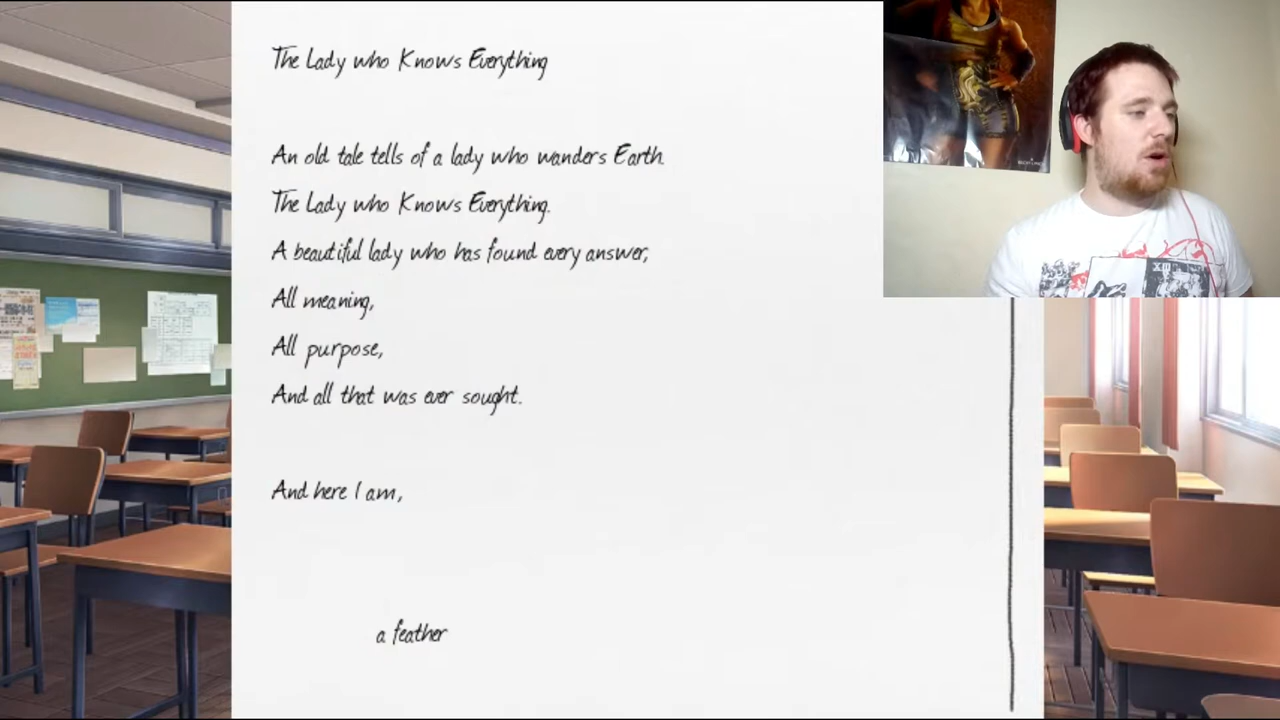 The Lady who Knows Everything
An old tale tells of a lady who wanders Earth.
The Lady who Knows Everything.
A beautiful lady who has found every answer,
All meaning,
All purpose,
And all that was ever sought.
And here I am,
a feather
XIII